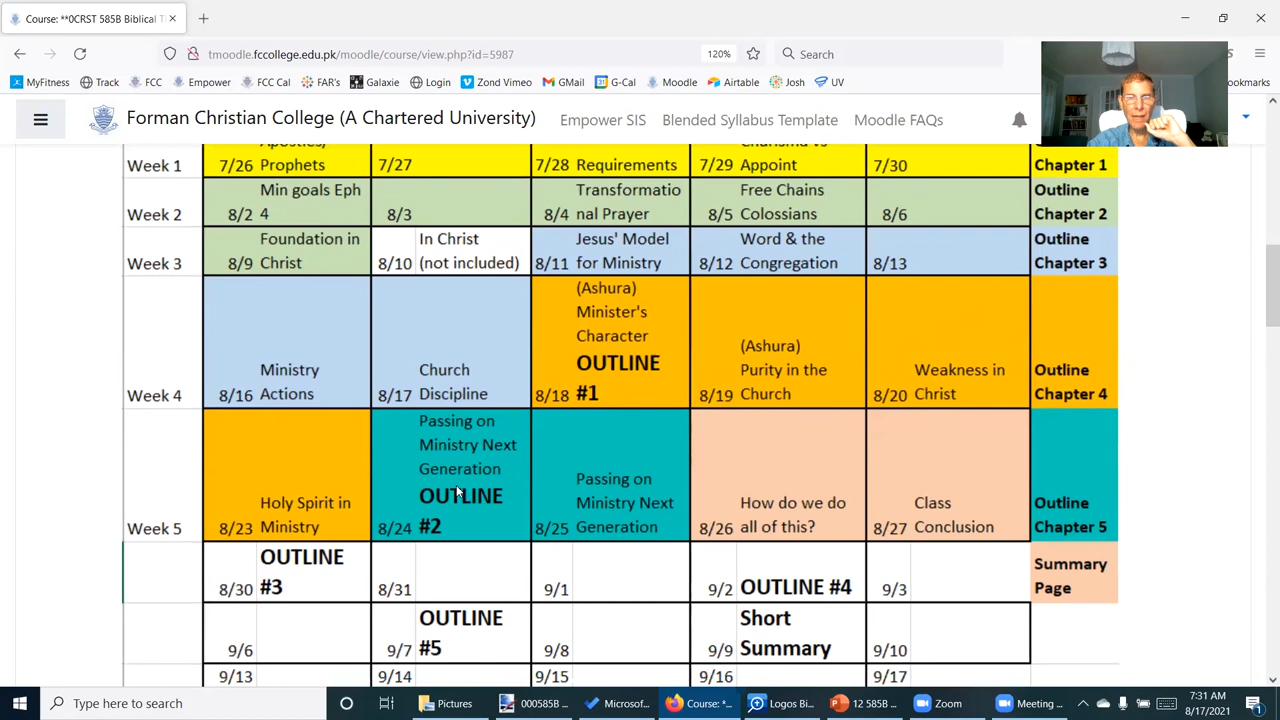 Course: **0CRST 585B Biblical T
tmoodle.fccollege.edu.pk/moodle/course/view.php?id=5987
120%
Search
MyFitness
Track
FCC
Empower
FCC Cal
FAR's
Galaxie
Login
Zond Vimeo
GMail
G-Cal
Moodle
Airtable
Josh
UV
ookmarks
Forman Christian College (A Chartered University)
Empower SIS
Blended Syllabus Template
Moodle FAQs
Week 1
7/26
Prophets
7/27
7/28
Requirements
7/29
Appoint
7/30
Chapter 1
Week 2
8/2
Min goals Eph
4
8/3
8/4
Transformatio
nal Prayer
8/5
Free Chains
Colossians
8/6
Outline
Chapter 2
Week 3
8/9
Foundation in
Christ
8/10
In Christ
(not included)
8/11
Jesus' Model
for Ministry
8/12
Word & the
Congregation
8/13
Outline
Chapter 3
Week 4
8/16
Ministry
Actions
8/17
Church
Discipline
8/18
(Ashura)
Minister's
Character
OUTLINE
#1
8/19
(Ashura)
Purity in the
Church
8/20
Weakness in
Christ
Outline
Chapter 4
Week 5
8/23
Holy Spirit in
Ministry
8/24
Passing on
Ministry Next
Generation
OUTLINE
#2
8/25
Passing on
Ministry Next
Generation
8/26
How do we do
all of this?
8/27
Class
Conclusion
Outline
Chapter 5
8/30
OUTLINE
#3
8/31
9/1
9/2
OUTLINE #4
9/3
Summary
Page
9/6
9/7
OUTLINE
#5
9/8
9/9
Short
Summary
9/10
9/13
9/14
9/15
9/16
9/17
Type here to search
Pictures
000585B ...
Microsof...
Course: *...
Logos Bi...
12 585B ...
Zoom
Meeting ...
7:31 AM
8/17/2021
1